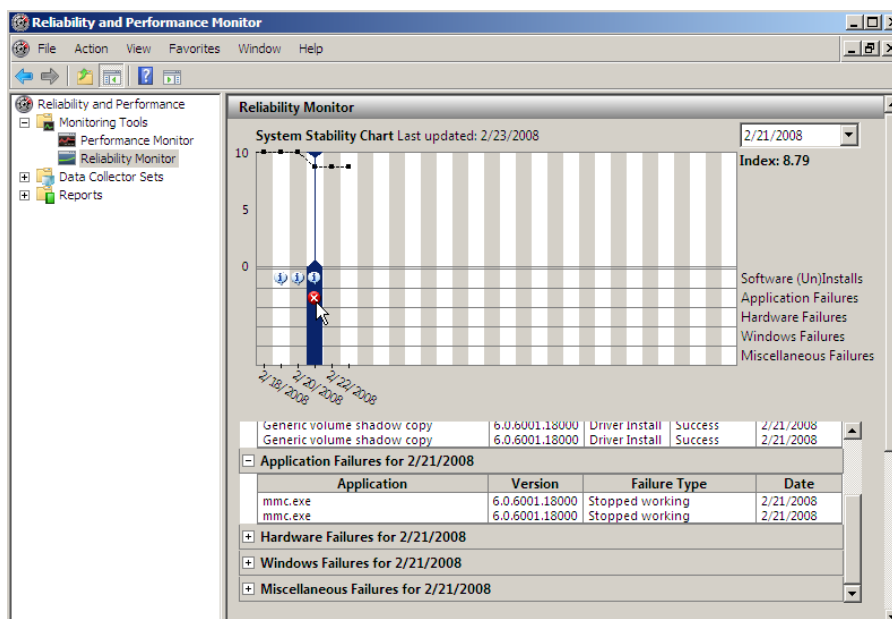 Reliability and Performance Monitor
File Action View Favorites Window Help
Reliability and Performance
Monitoring Tools
Performance Monitor
Reliability Monitor
Data Collector Sets
Reports
Reliability Monitor
System Stability Chart Last updated: 2/23/2008
2/21/2008
Index: 8.79
10
5
0
Software (Un)Installs
Application Failures
Hardware Failures
Windows Failures
Miscellaneous Failures
2/18/2008
2/20/2008
2/22/2008
Generic volume shadow copy 6.0.6001.18000 Driver Install Success 2/21/2008
Generic volume shadow copy 6.0.6001.18000 Driver Install Success 2/21/2008
Application Failures for 2/21/2008
Application Version Failure Type Date
mmc.exe 6.0.6001.18000 Stopped working 2/21/2008
mmc.exe 6.0.6001.18000 Stopped working 2/21/2008
Hardware Failures for 2/21/2008
Windows Failures for 2/21/2008
Miscellaneous Failures for 2/21/2008